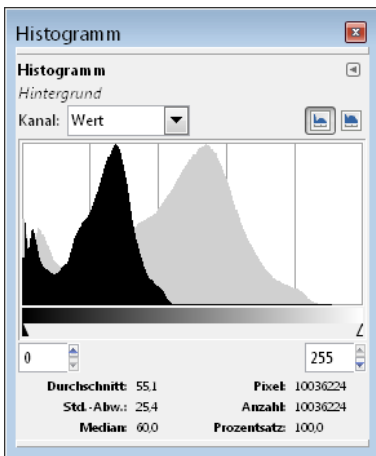 Histogramm
Histogramm
Hintergrund
Kanal: Wert
0 255
Durchschnitt: 55,1 Pixel: 10036224
Std.-Abw.: 25,4 Anzahl: 10036224
Median: 60,0 Prozentsatz: 100,0